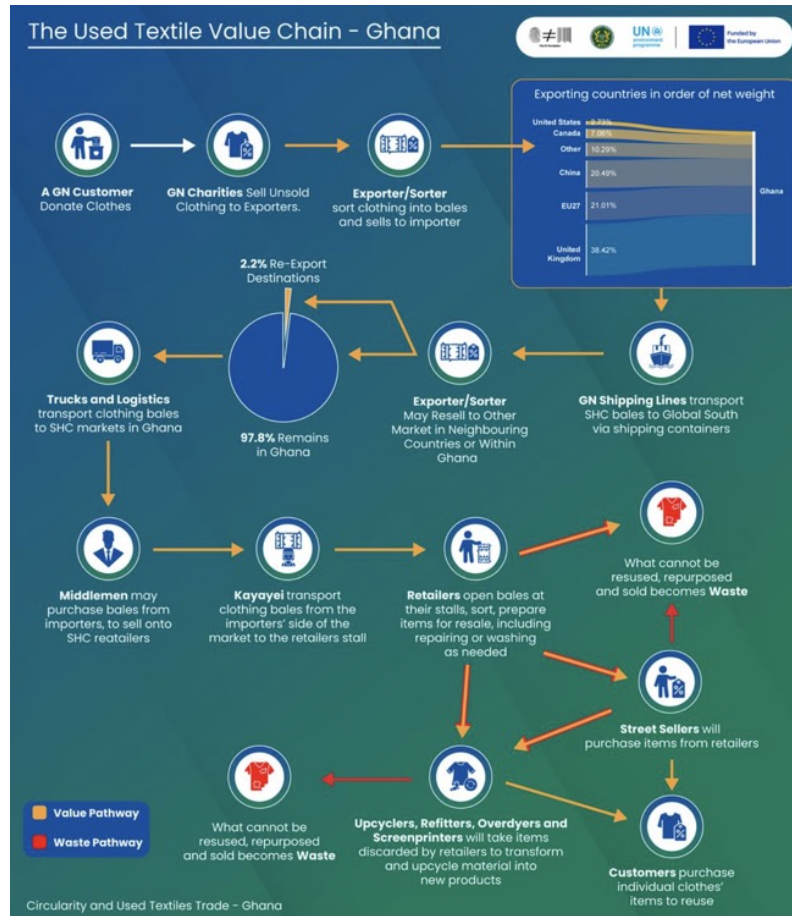 The Used Textile Value Chain - Ghana
UN
environment
programme
Funded by
the European Union
Exporting countries in order of net weight
United States
2.73%
Canada
7.06%
Other
10.29%
China
20.49%
EU27
21.01%
United
Kingdom
38.42%
Ghana
A GN Customer
Donate Clothes
GN Charities Sell Unsold
Clothing to Exporters.
Exporter/Sorter
sort clothing into bales
and sells to importer
2.2% Re-Export
Destinations
97.8% Remains
in Ghana
Trucks and Logistics
transport clothing bales
to SHC markets in Ghana
Exporter/Sorter
May Resell to Other
Market in Neighbouring
Countries or Within
Ghana
GN Shipping Lines transport
SHC bales to Global South
via shipping containers
Middlemen may
purchase bales from
importers, to sell onto
SHC reatailers
Kayayei transport
clothing bales from the
importers' side of the
market to the retailers stall
Retailers open bales at
their stalls, sort, prepare
items for resale, including
repairing or washing
as needed
What cannot be
resused, repurposed
and sold becomes Waste
Street Sellers will
purchase items from retailers
What cannot be
resused, repurposed
and sold becomes Waste
Upcyclers, Refitters, Overdyers and
Screenprinters will take items
discarded by retailers to transform
and upcycle material into
new products
Customers purchase
individual clothes'
items to reuse
Value Pathway
Waste Pathway
Circularity and Used Textiles Trade - Ghana